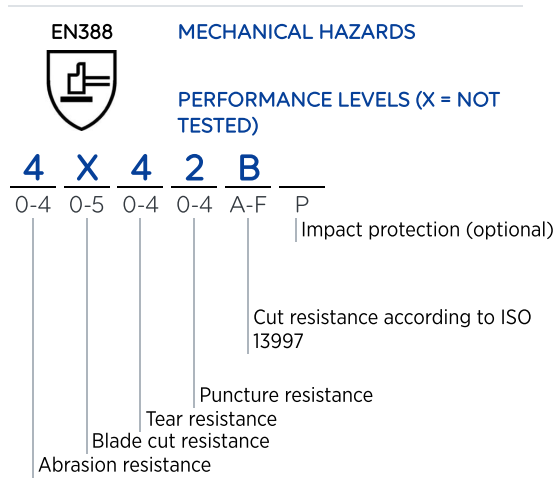 EN388
MECHANICAL HAZARDS
PERFORMANCE LEVELS (X = NOT
TESTED)
4 X 4 2 B
0-4 0-5 0-4 0-4 A-F P
Impact protection (optional)
Cut resistance according to ISO
13997
Puncture resistance
Tear resistance
Blade cut resistance
Abrasion resistance